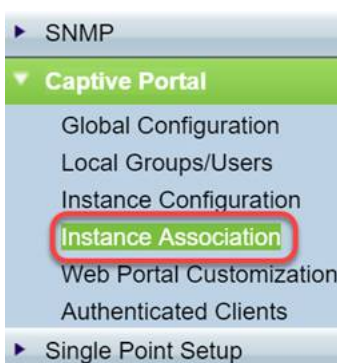 SNMP
Captive Portal
Global Configuration
Local Groups/Users
Instance Configuration
Instance Association
Web Portal Customization
Authenticated Clients
Single Point Setup